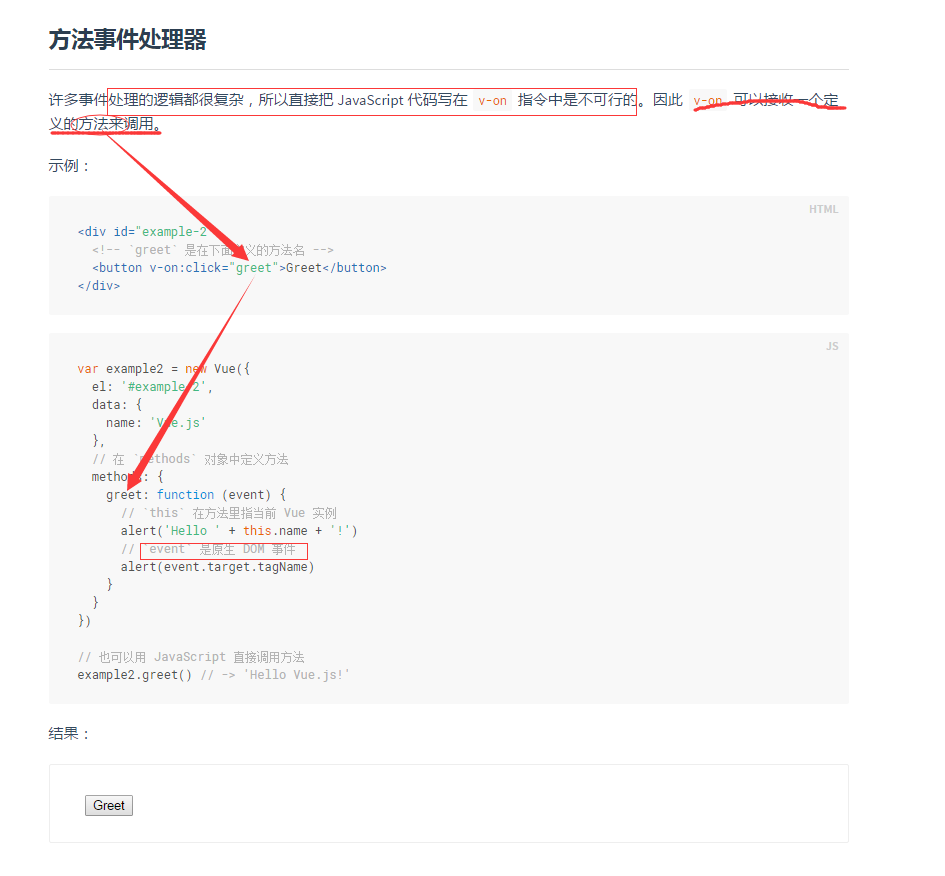 方法事件处理器
许多事件处理的逻辑都很复杂，所以直接把 JavaScript 代码写在 v-on 指令中是不可行的。因此 v-on 可以接收一个定
义的方法来调用。
示例：
HTML
<div id="example-2
<!-- `greet` 是在下面定义的方法名 -->
<button v-on:click="greet">Greet</button>
</div>
JS
var example2 = new Vue({
el: '#example-2',
data: {
name: 'Vue.js'
},
// 在 `methods` 对象中定义方法
methods: {
greet: function (event) {
// `this` 在方法里指当前 Vue 实例
alert('Hello ' + this.name + '!')
// `event` 是原生 DOM 事件
alert(event.target.tagName)
}
}
})
// 也可以用 JavaScript 直接调用方法
example2.greet() // -> 'Hello Vue.js!'
结果：
Greet